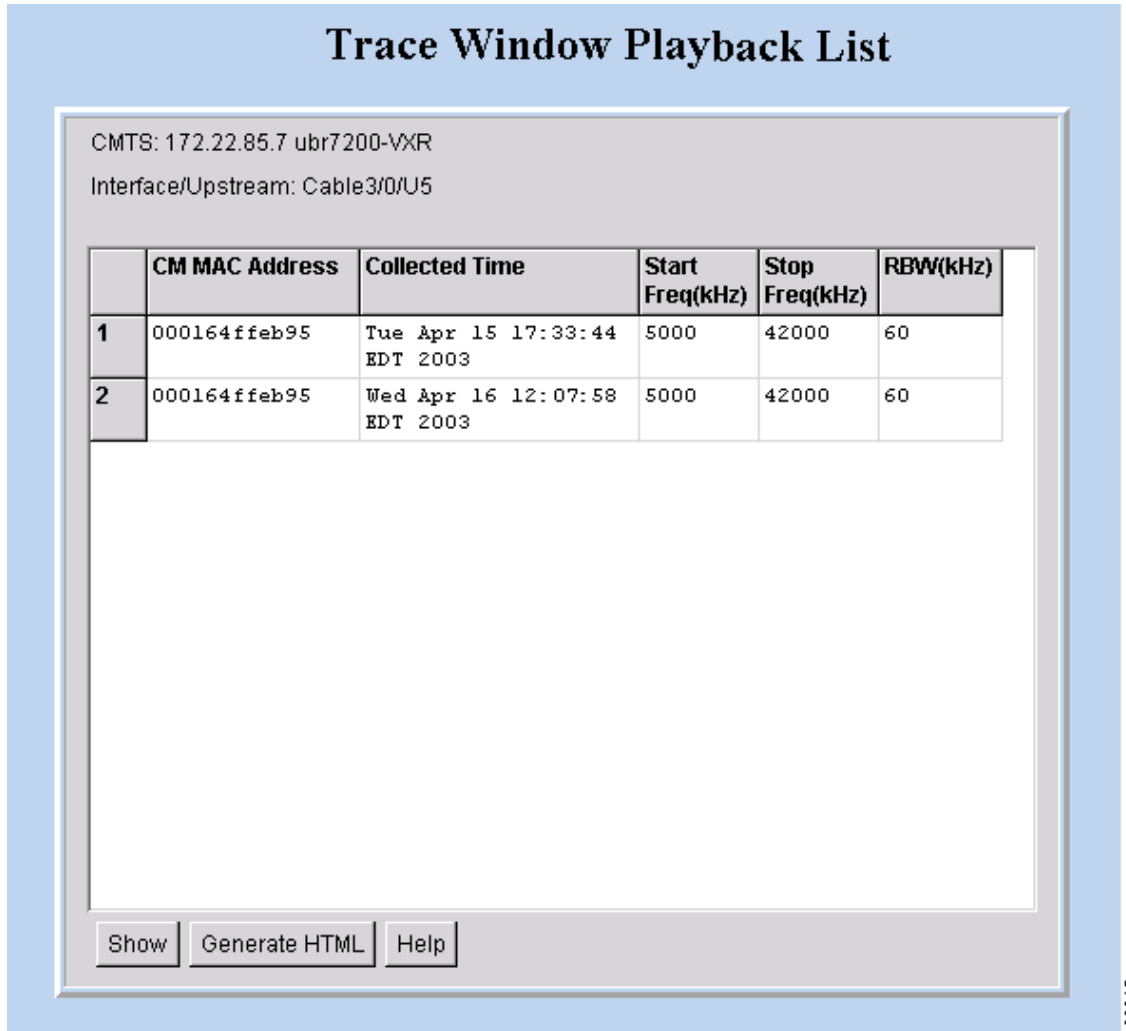 Trace Window Playback List
CMTS: 172.22.85.7 ubr7200-VXR
Interface/Upstream: Cable3/0/U5
CM MAC Address Collected Time Start Freq(kHz) Stop Freq(kHz) RBW(kHz)
1 000164ffeb95 Tue Apr 15 17:33:44 EDT 2003 5000 42000 60
2 000164ffeb95 Wed Apr 16 12:07:58 EDT 2003 5000 42000 60
Show Generate HTML Help